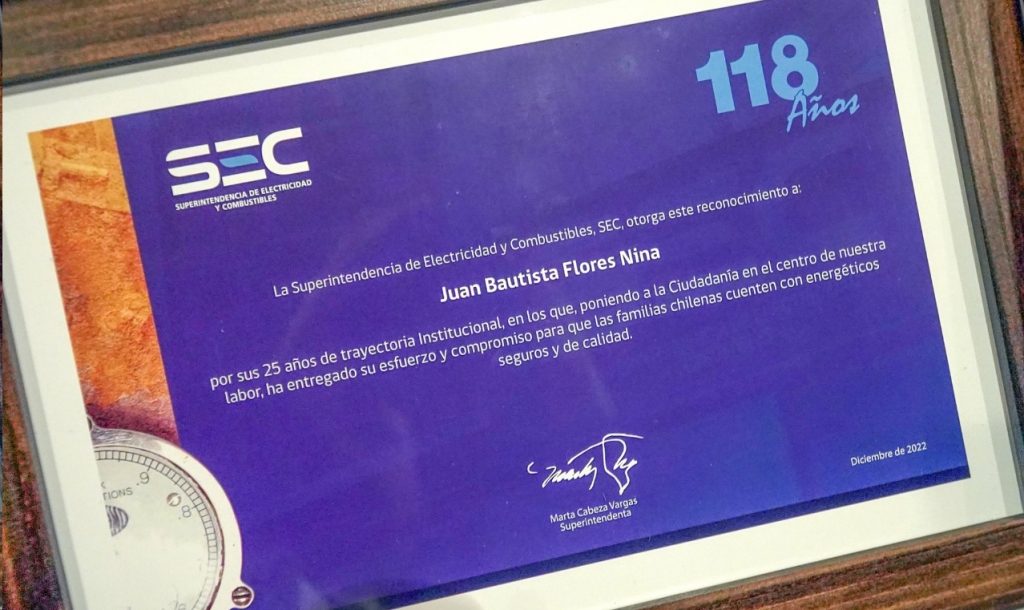 118
Años
SEC
SUPERINTENDENCIA DE ELECTRICIDAD
Y COMBUSTIBLES
La Superintendencia de Electricidad y Combustibles, SEC, otorga este reconocimiento a:
Juan Bautista Flores Nina
por sus 25 años de trayectoria Institucional, en los que, poniendo a la Ciudadanía en el centro de nuestra
labor, ha entregado su esfuerzo y compromiso para que las familias chilenas cuenten con energéticos
seguros y de calidad.
Marta Cabeza Vargas
Superintendenta
Diciembre de 2022
.9
.8